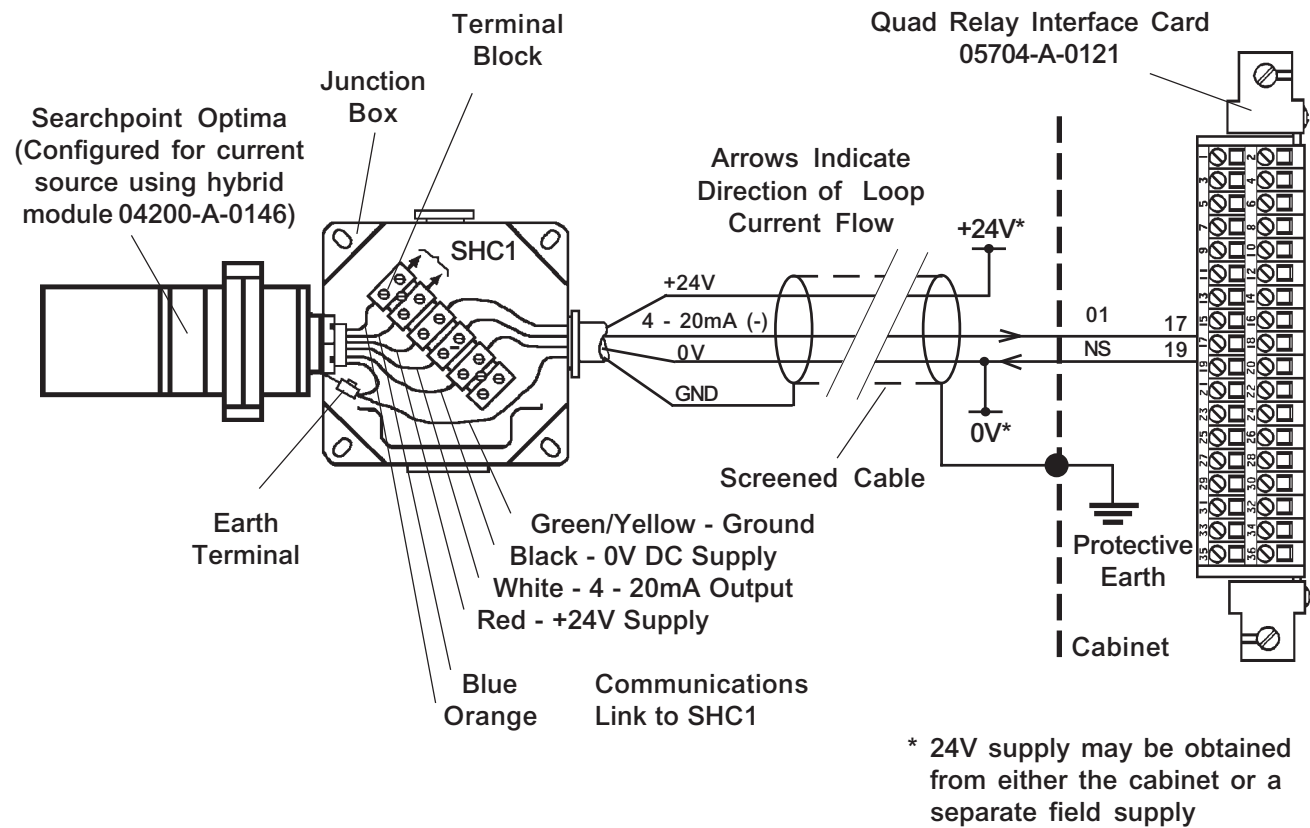 Terminal
Block
Quad Relay Interface Card
05704-A-0121
Junction
Box
Searchpoint Optima
(Configured for current
source using hybrid
module 04200-A-0146)
Arrows Indicate
Direction of Loop
Current Flow
SHC1
+24V*
+24V
4 - 20mA (-)
0V
GND
01
17
NS
19
0V*
Screened Cable
Earth
Terminal
Green/Yellow - Ground
Black - 0V DC Supply
White - 4 - 20mA Output
Red - +24V Supply
Blue
Orange
Communications
Link to SHC1
Protective
Earth
Cabinet
1 2
3 4
5 6
7 8
9 10
11 12
13 14
15 16
17 18
19 20
21 22
23 24
25 26
27 28
29 30
31 32
33 34
35 36
* 24V supply may be obtained
from either the cabinet or a
separate field supply